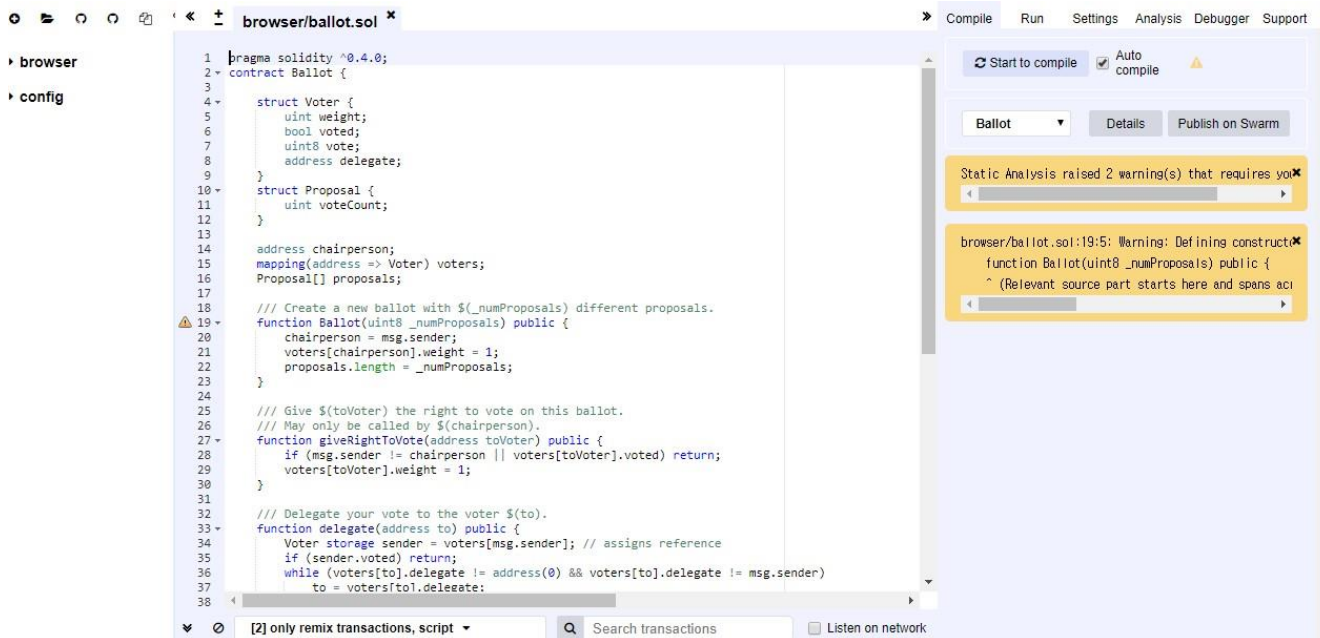 browser/ballot.sol
browser
config
1 pragma solidity ^0.4.0;
2 contract Ballot {
3
4 struct Voter {
5 uint weight;
6 bool voted;
7 uint8 vote;
8 address delegate;
9 }
10 struct Proposal {
11 uint voteCount;
12 }
13
14 address chairperson;
15 mapping(address => Voter) voters;
16 Proposal[] proposals;
17
18 /// Create a new ballot with $(_numProposals) different proposals.
19 function Ballot(uint8 _numProposals) public {
20 chairperson = msg.sender;
21 voters[chairperson].weight = 1;
22 proposals.length = _numProposals;
23 }
24
25 /// Give $(toVoter) the right to vote on this ballot.
26 /// May only be called by $(chairperson).
27 function giveRightToVote(address toVoter) public {
28 if (msg.sender != chairperson || voters[toVoter].voted) return;
29 voters[toVoter].weight = 1;
30 }
31
32 /// Delegate your vote to the voter $(to).
33 function delegate(address to) public {
34 Voter storage sender = voters[msg.sender]; // assigns reference
35 if (sender.voted) return;
36 while (voters[to].delegate != address(0) && voters[to].delegate != msg.sender)
37 to = voters[to].delegate;
38
[2] only remix transactions, script
Search transactions
Listen on network
Compile Run Settings Analysis Debugger Support
Start to compile
Auto compile
Ballot
Details
Publish on Swarm
Static Analysis raised 2 warning(s) that requires you
browser/ballot.sol:19:5: Warning: Defining construct
function Ballot(uint8 _numProposals) public {
^ (Relevant source part starts here and spans